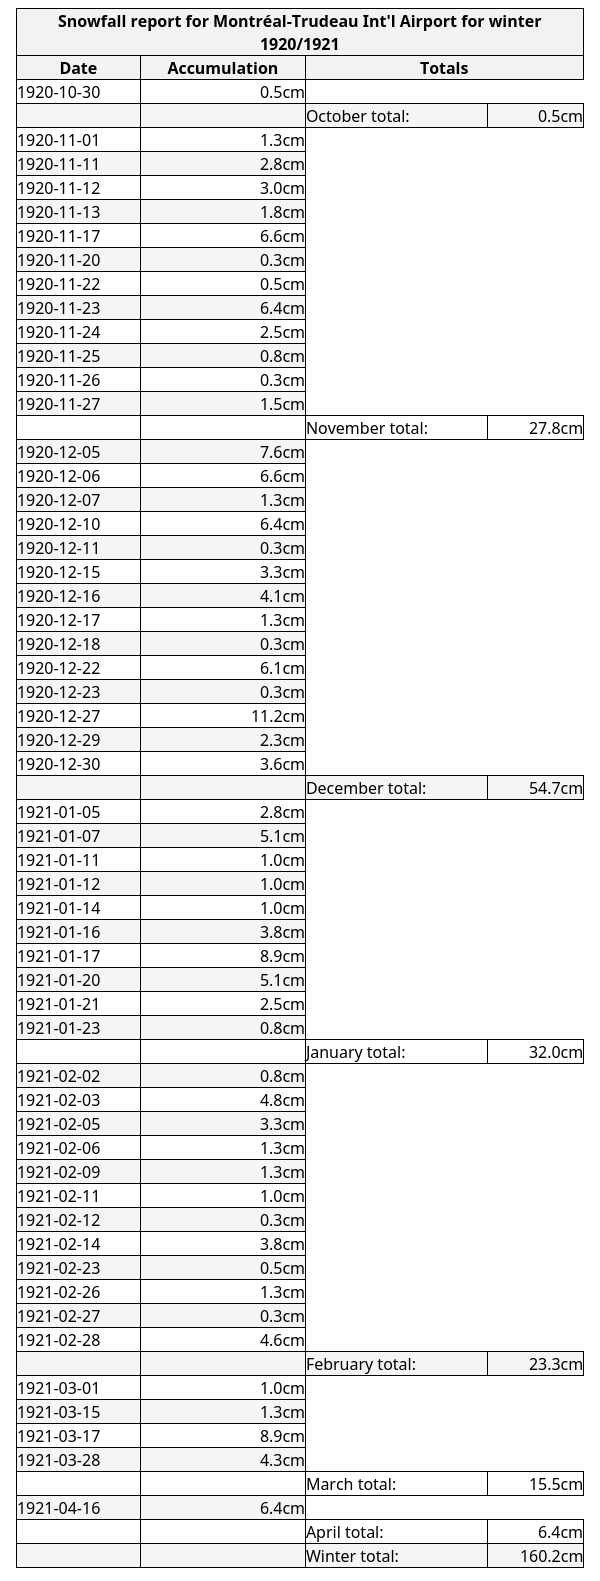 Snowfall report for Montréal-Trudeau Int'l Airport for winter
1920/1921
Date Accumulation Totals
1920-10-30 0.5cm
October total: 0.5cm
1920-11-01 1.3cm
1920-11-11 2.8cm
1920-11-12 3.0cm
1920-11-13 1.8cm
1920-11-17 6.6cm
1920-11-20 0.3cm
1920-11-22 0.5cm
1920-11-23 6.4cm
1920-11-24 2.5cm
1920-11-25 0.8cm
1920-11-26 0.3cm
1920-11-27 1.5cm
November total: 27.8cm
1920-12-05 7.6cm
1920-12-06 6.6cm
1920-12-07 1.3cm
1920-12-10 6.4cm
1920-12-11 0.3cm
1920-12-15 3.3cm
1920-12-16 4.1cm
1920-12-17 1.3cm
1920-12-18 0.3cm
1920-12-22 6.1cm
1920-12-23 0.3cm
1920-12-27 11.2cm
1920-12-29 2.3cm
1920-12-30 3.6cm
December total: 54.7cm
1921-01-05 2.8cm
1921-01-07 5.1cm
1921-01-11 1.0cm
1921-01-12 1.0cm
1921-01-14 1.0cm
1921-01-16 3.8cm
1921-01-17 8.9cm
1921-01-20 5.1cm
1921-01-21 2.5cm
1921-01-23 0.8cm
January total: 32.0cm
1921-02-02 0.8cm
1921-02-03 4.8cm
1921-02-05 3.3cm
1921-02-06 1.3cm
1921-02-09 1.3cm
1921-02-11 1.0cm
1921-02-12 0.3cm
1921-02-14 3.8cm
1921-02-23 0.5cm
1921-02-26 1.3cm
1921-02-27 0.3cm
1921-02-28 4.6cm
February total: 23.3cm
1921-03-01 1.0cm
1921-03-15 1.3cm
1921-03-17 8.9cm
1921-03-28 4.3cm
March total: 15.5cm
1921-04-16 6.4cm
April total: 6.4cm
Winter total: 160.2cm